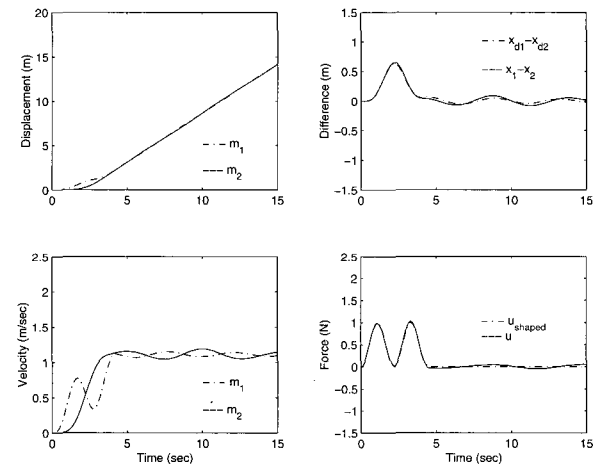 20
15
10
5
0
0 5 10 15
Displacement (m)
m1
m2
1.5
1
0.5
0
−0.5
−1
−1.5
0 5 10 15
Difference (m)
xd1−xd2
x1−x2
Time (sec)
2.5
2
1.5
1
0.5
0
0 5 10 15
Velocity (m/sec)
m1
m2
Time (sec)
2.5
2
1.5
1
0.5
0
−0.5
−1
−1.5
0 5 10 15
Force (N)
ushaped
u